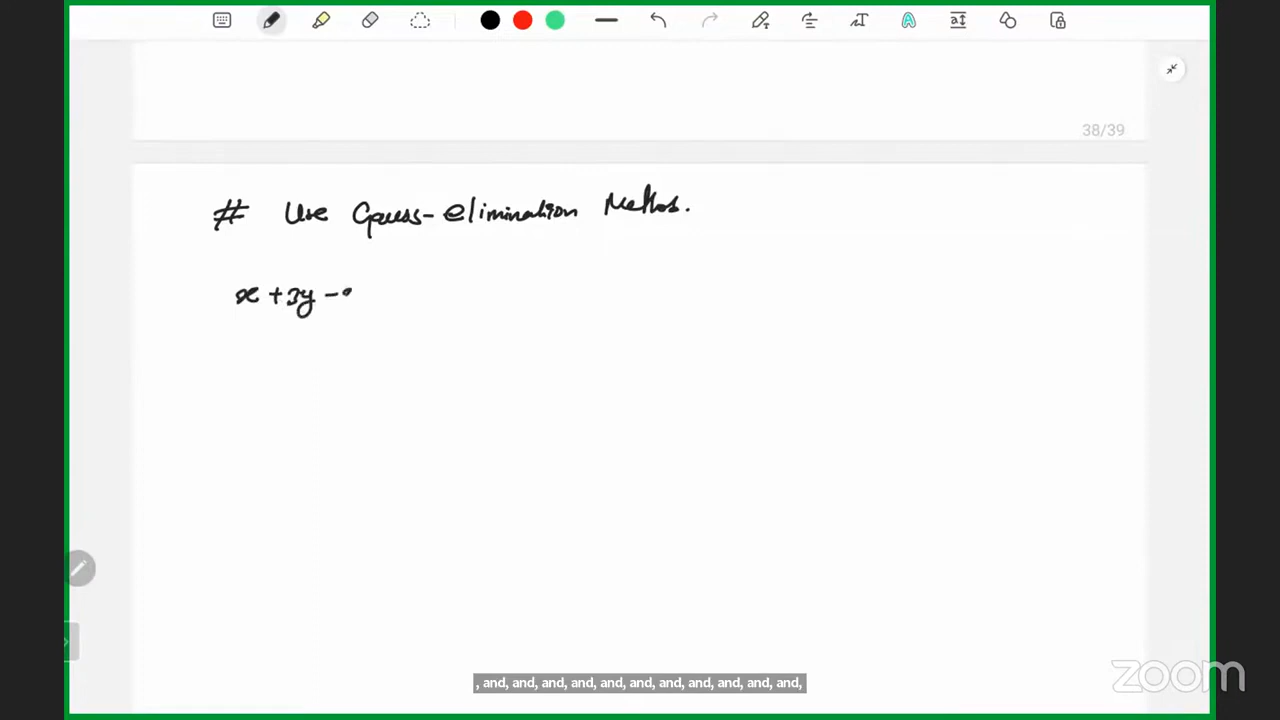 38/39
# Use Gauss-elimination Method.
x + 3y -
, and, and, and, and, and, and, and, and, and, and, and,
zoom